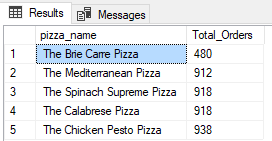 Results Messages
pizza_name Total_Orders
1 The Brie Carre Pizza 480
2 The Mediterranean Pizza 912
3 The Spinach Supreme Pizza 918
4 The Calabrese Pizza 918
5 The Chicken Pesto Pizza 938